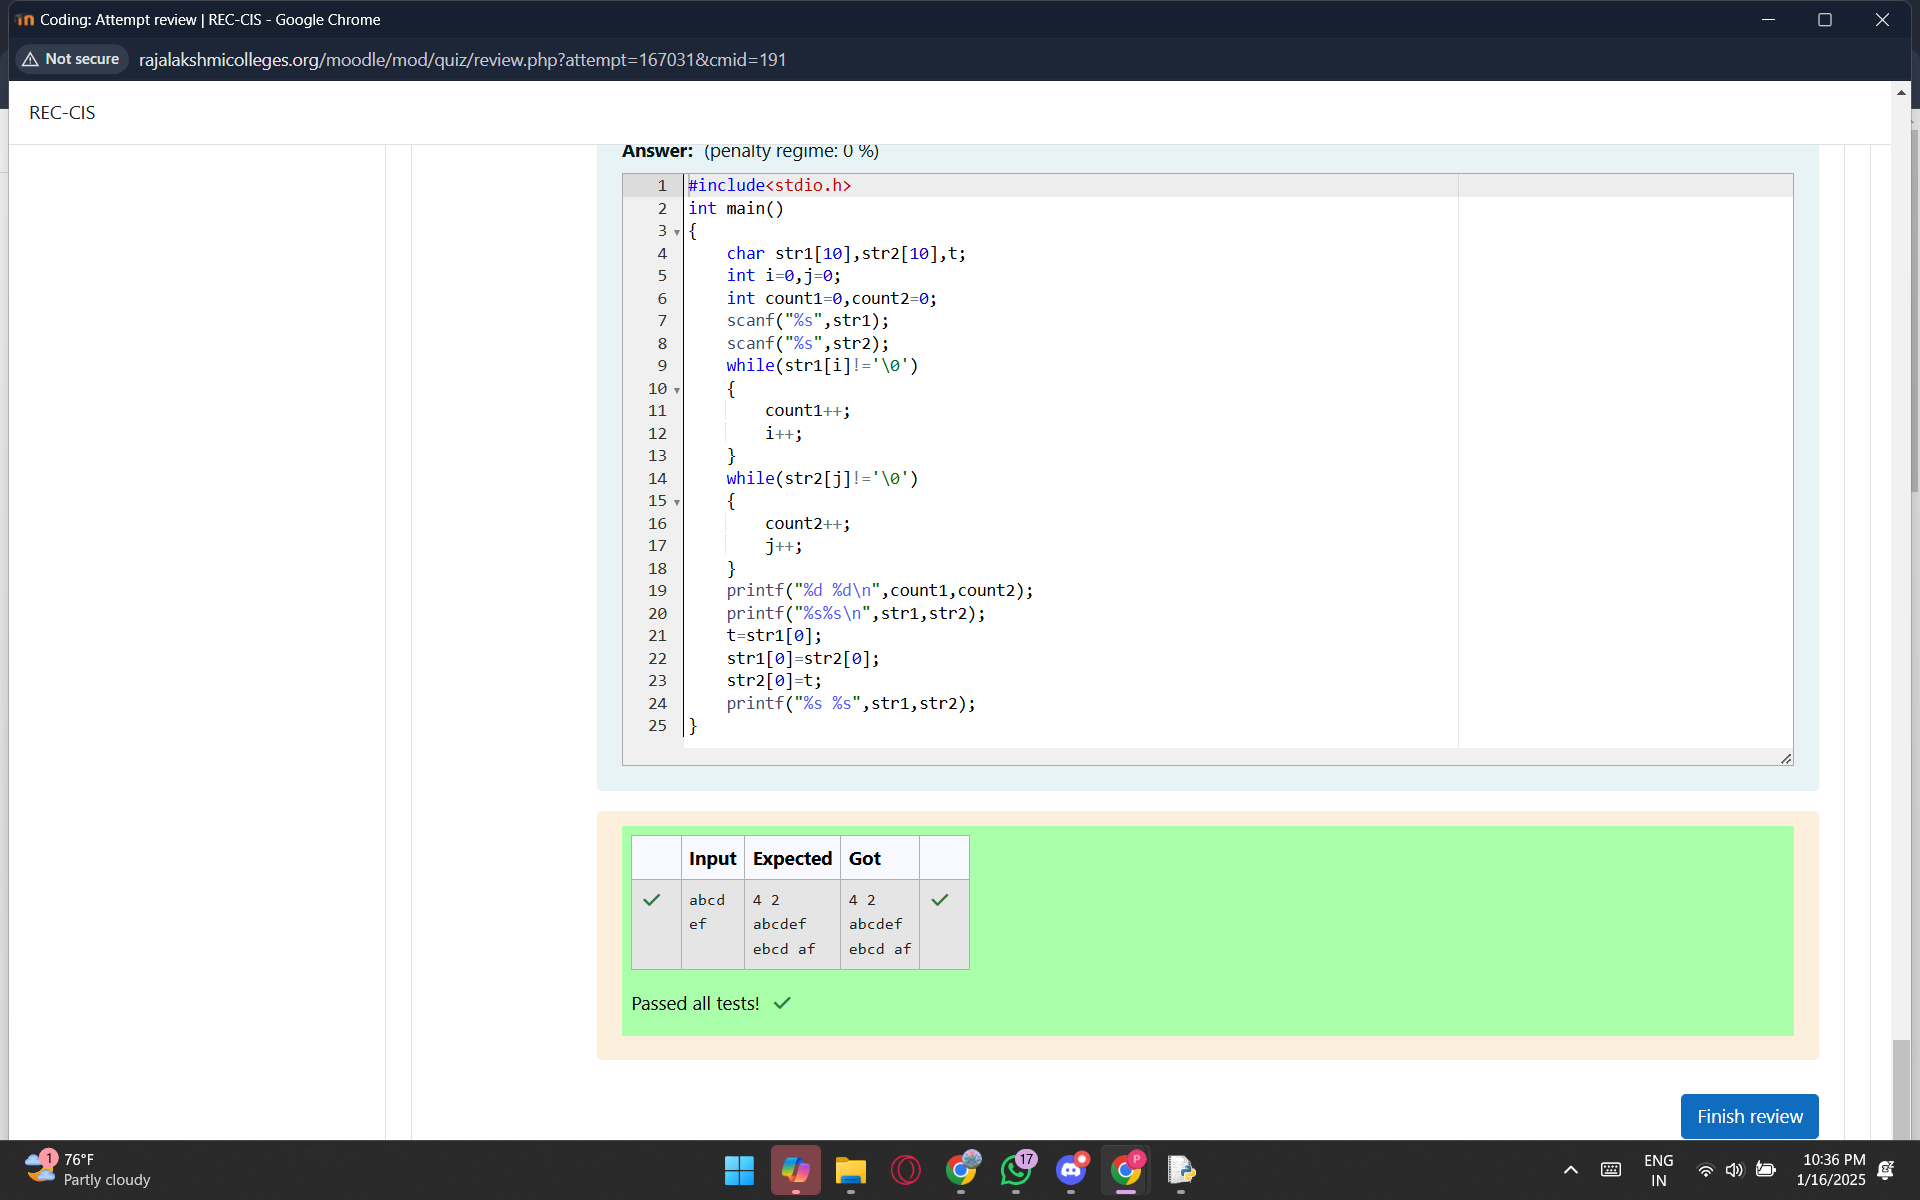 Coding: Attempt review | REC-CIS - Google Chrome
Not secure rajalakshmicolleges.org/moodle/mod/quiz/review.php?attempt=167031&cmid=191
REC-CIS
Answer: (penalty regime: 0 %)
1 #include<stdio.h>
2 int main()
3 {
4     char str1[10],str2[10],t;
5     int i=0,j=0;
6     int count1=0,count2=0;
7     scanf("%s",str1);
8     scanf("%s",str2);
9     while(str1[i]!='\0')
10     {
11         count1++;
12         i++;
13     }
14     while(str2[j]!='\0')
15     {
16         count2++;
17         j++;
18     }
19     printf("%d %d\n",count1,count2);
20     printf("%s%s\n",str1,str2);
21     t=str1[0];
22     str1[0]=str2[0];
23     str2[0]=t;
24     printf("%s %s",str1,str2);
25 }
Input Expected Got
abcd 4 2 4 2
ef abcdef abcdef
ebcd af ebcd af
Passed all tests!
Finish review
1 76°F
Partly cloudy
17
P
ENG
IN
10:36 PM
1/16/2025